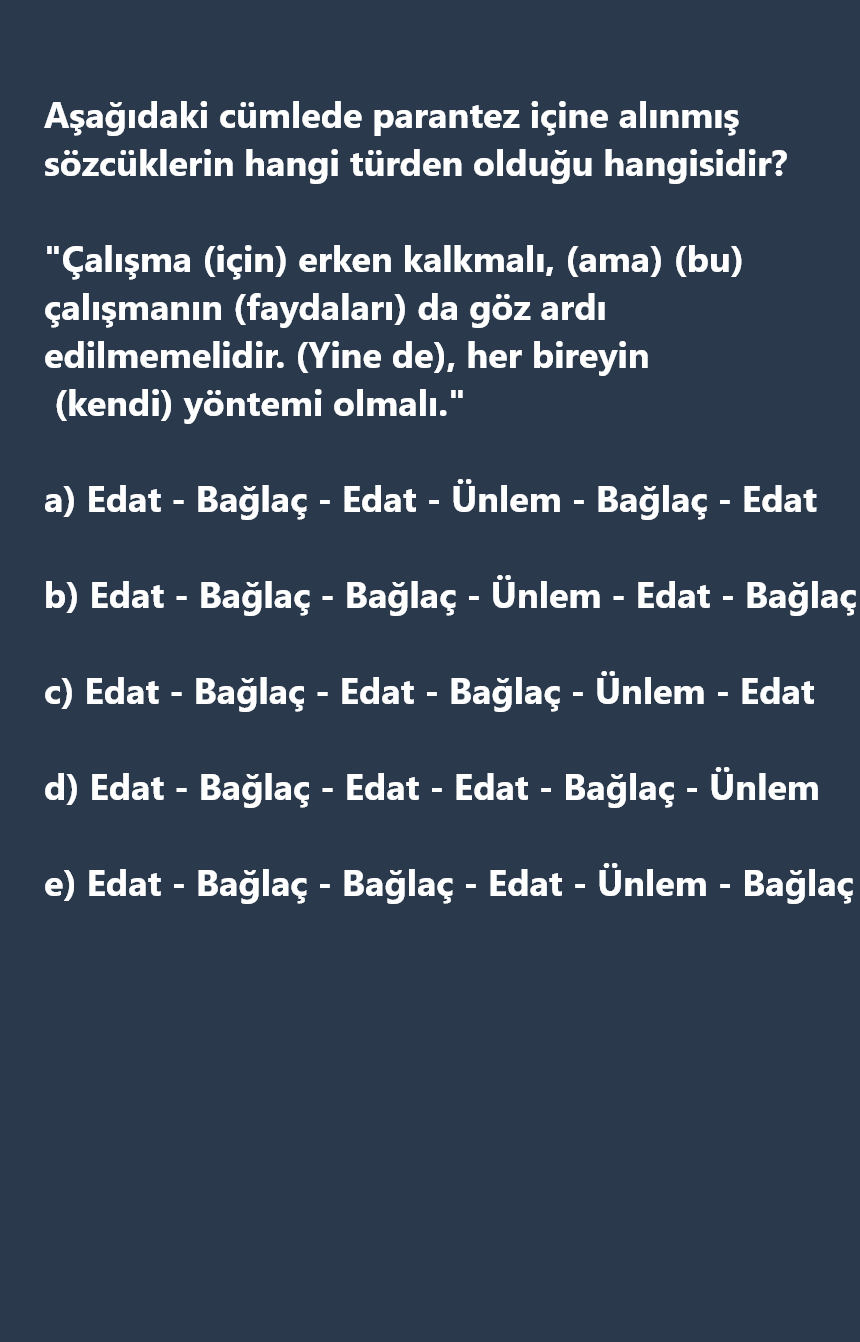 Aşağıdaki cümlede parantez içine alınmış
sözcüklerin hangi türden olduğu hangisidir?
"Çalışma (için) erken kalkmalı, (ama) (bu)
çalışmanın (faydaları) da göz ardı
edilmemelidir. (Yine de), her bireyin
(kendi) yöntemi olmalı."
a) Edat - Bağlaç - Edat - Ünlem - Bağlaç - Edat
b) Edat - Bağlaç - Bağlaç - Ünlem - Edat - Bağlaç
c) Edat - Bağlaç - Edat - Bağlaç - Ünlem - Edat
d) Edat - Bağlaç - Edat - Edat - Bağlaç - Ünlem
e) Edat - Bağlaç - Bağlaç - Edat - Ünlem - Bağlaç